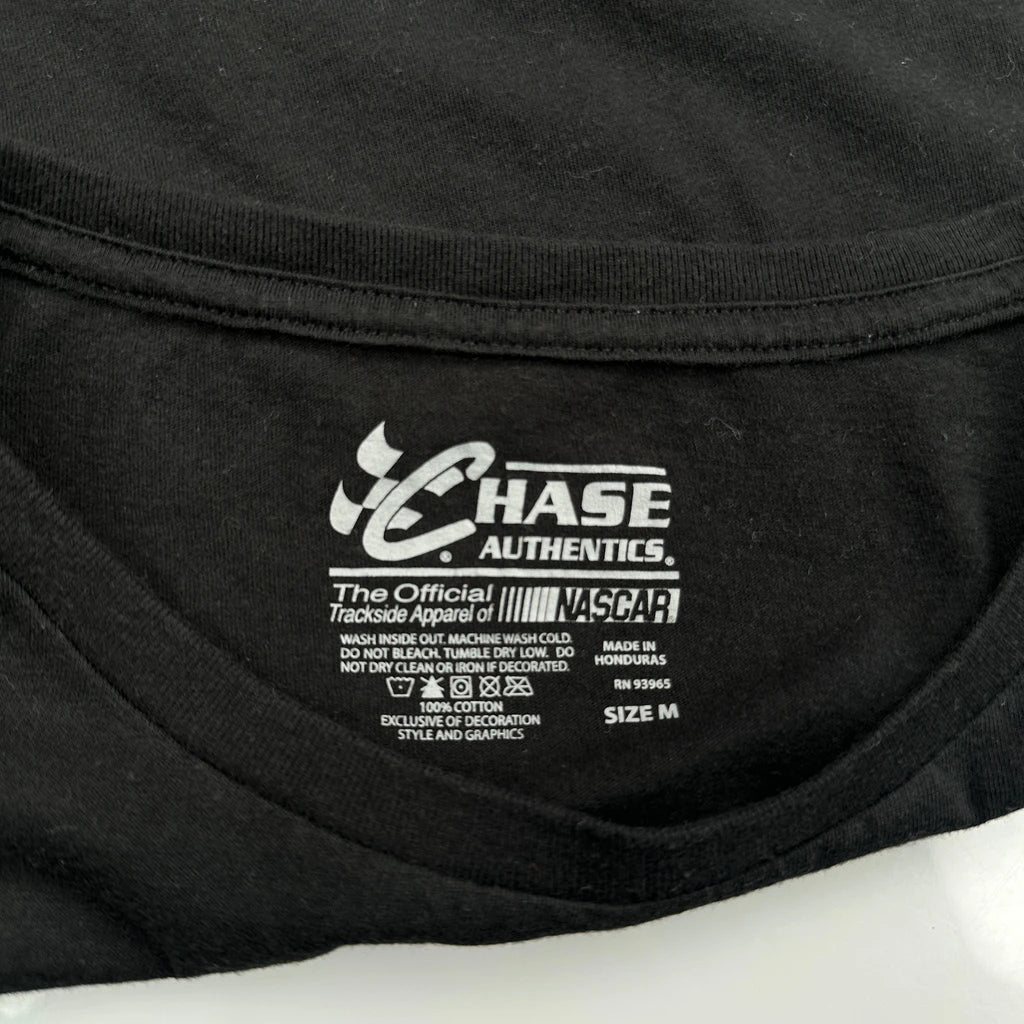 CHASE
AUTHENTICS®
The Official
Trackside Apparel of NASCAR
WASH INSIDE OUT. MACHINE WASH COLD.
DO NOT BLEACH. TUMBLE DRY LOW. DO
NOT DRY CLEAN OR IRON IF DECORATED.
100% COTTON
EXCLUSIVE OF DECORATION
STYLE AND GRAPHICS
MADE IN
HONDURAS
RN 93965
SIZE M